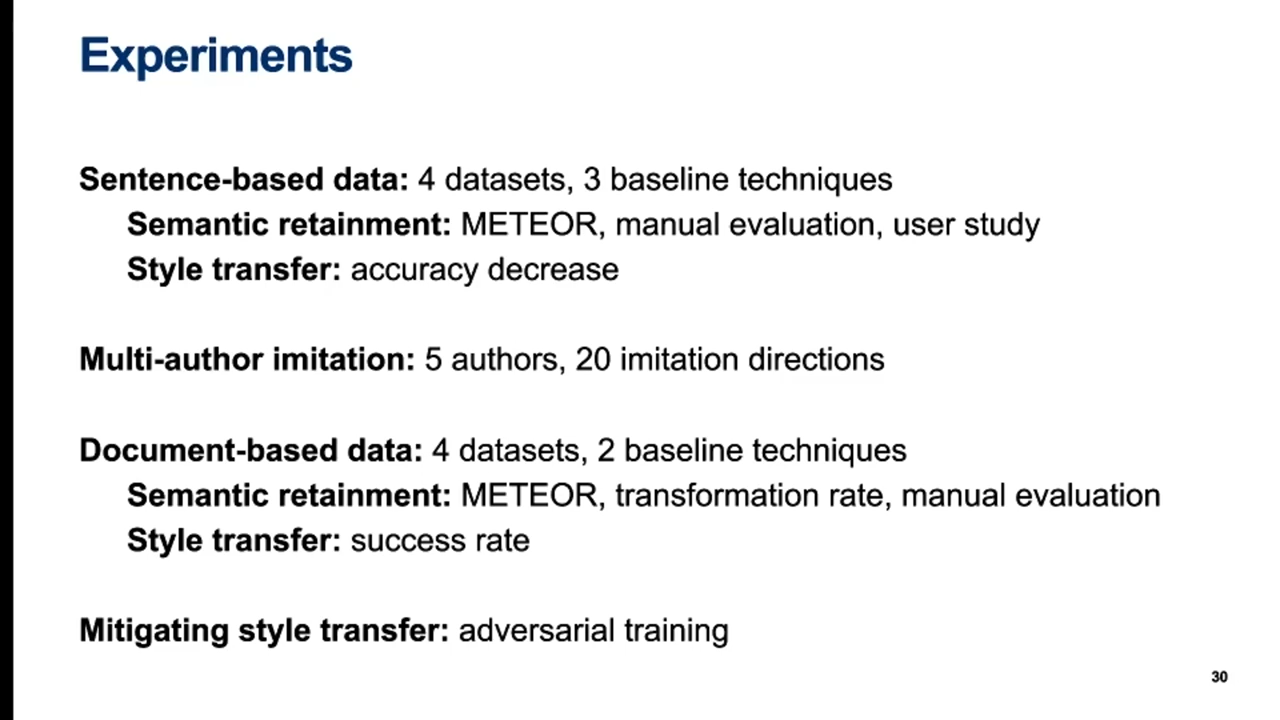 Experiments
Sentence-based data: 4 datasets, 3 baseline techniques
Semantic retainment: METEOR, manual evaluation, user study
Style transfer: accuracy decrease
Multi-author imitation: 5 authors, 20 imitation directions
Document-based data: 4 datasets, 2 baseline techniques
Semantic retainment: METEOR, transformation rate, manual evaluation
Style transfer: success rate
Mitigating style transfer: adversarial training
30